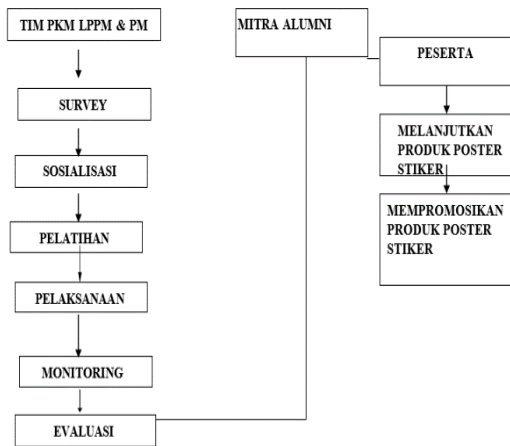 TIM PKM LPPM & PM
SURVEY
SOSIALISASI
PELATIHAN
PELAKSANAAN
MONITORING
EVALUASI
MITRA ALUMNI
PESERTA
MELANJUTKAN
PRODUK POSTER
STIKER
MEMPROMOSIKAN
PRODUK POSTER
STIKER